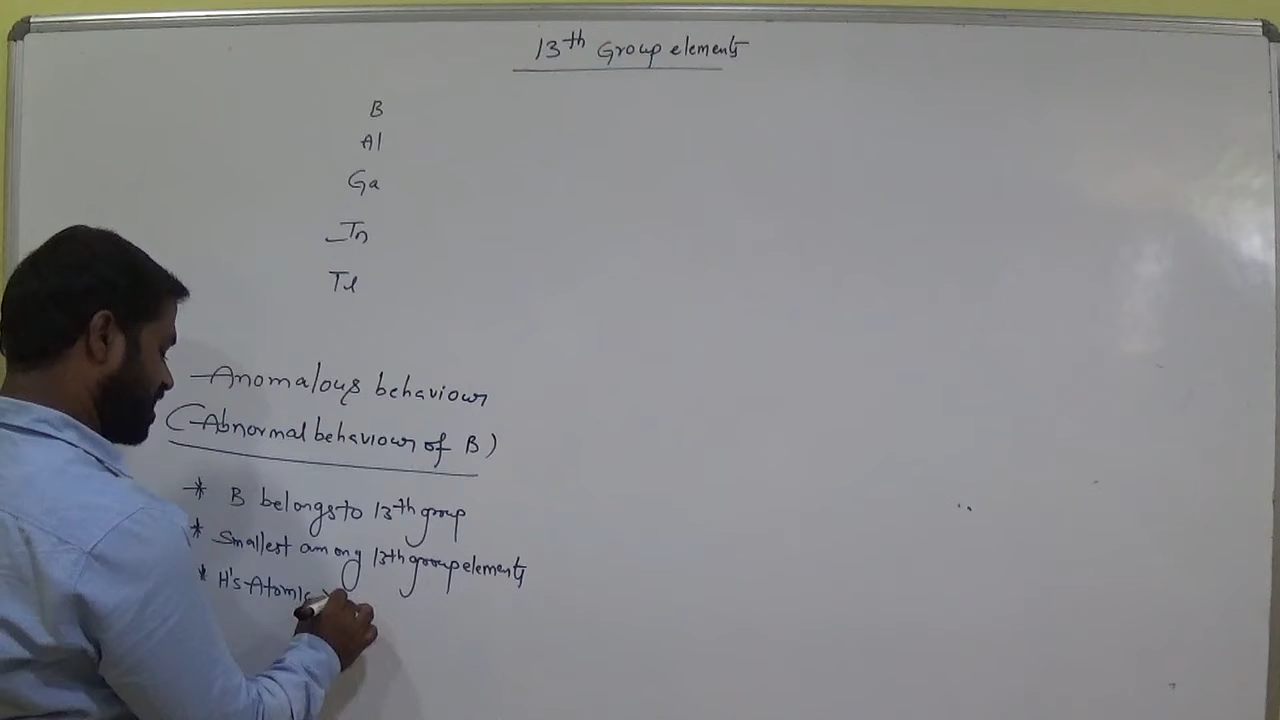 13th Group elements
B
Al
Ga
In
Tl
Anomalous behaviour
(Abnormal behaviour of B)
* B belongs to 13th group
* Smallest among 13th group elements
* It's Atomic